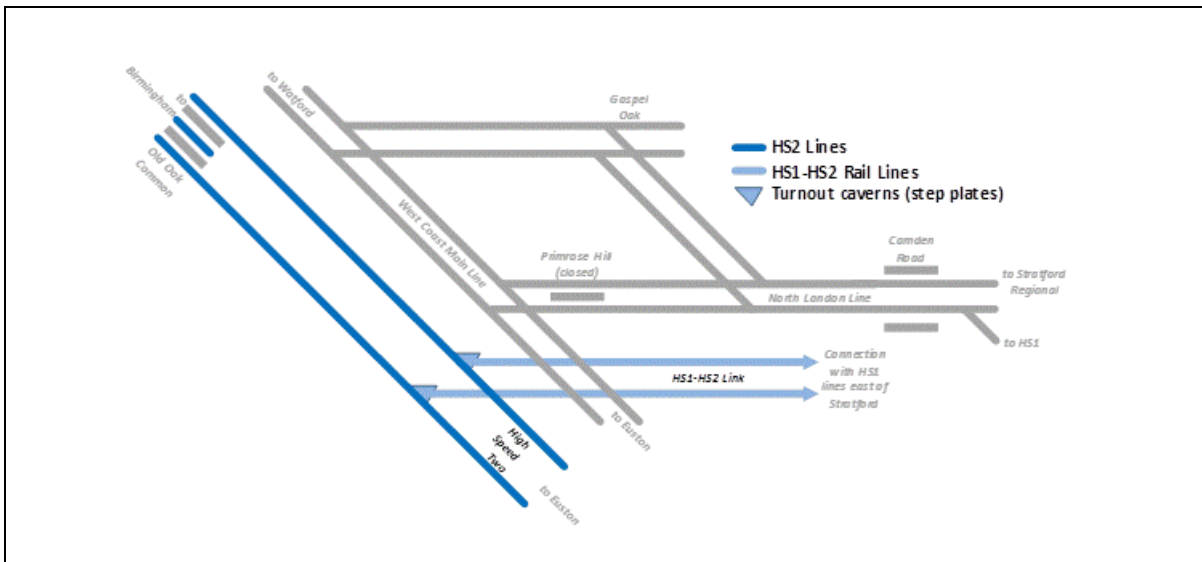 to
Birmingham
Old Oak
Common
to Watford
West Coast Main Line
Gospel
Oak
HS2 Lines
HS1-HS2 Rail Lines
Turnout caverns (step plates)
Primrose Hill
(closed)
Camden
Road
to Stratford
Regional
North London Line
to HS1
Connection
with HS1
lines east of
Stratford
HS1-HS2 Link
to Euston
High
Speed
Two
to Euston